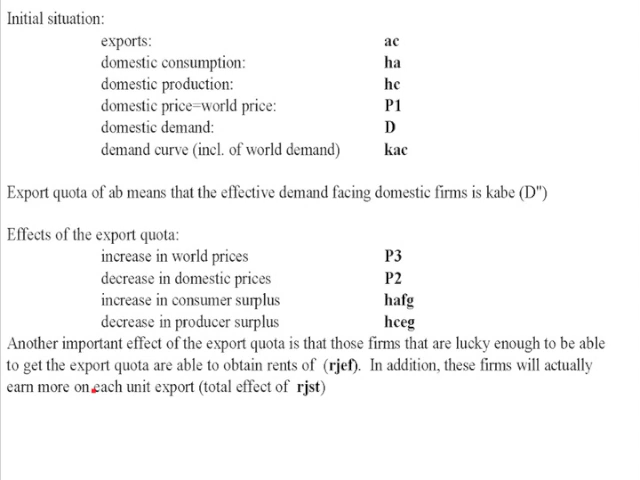 Initial situation:
exports: ac
domestic consumption: ha
domestic production: hc
domestic price=world price: P1
domestic demand: D
demand curve (incl. of world demand) kac
Export quota of ab means that the effective demand facing domestic firms is kabe (D")
Effects of the export quota:
increase in world prices P3
decrease in domestic prices P2
increase in consumer surplus hafg
decrease in producer surplus hceg
Another important effect of the export quota is that those firms that are lucky enough to be able
to get the export quota are able to obtain rents of (rjef). In addition, these firms will actually
earn more on each unit export (total effect of rjst)